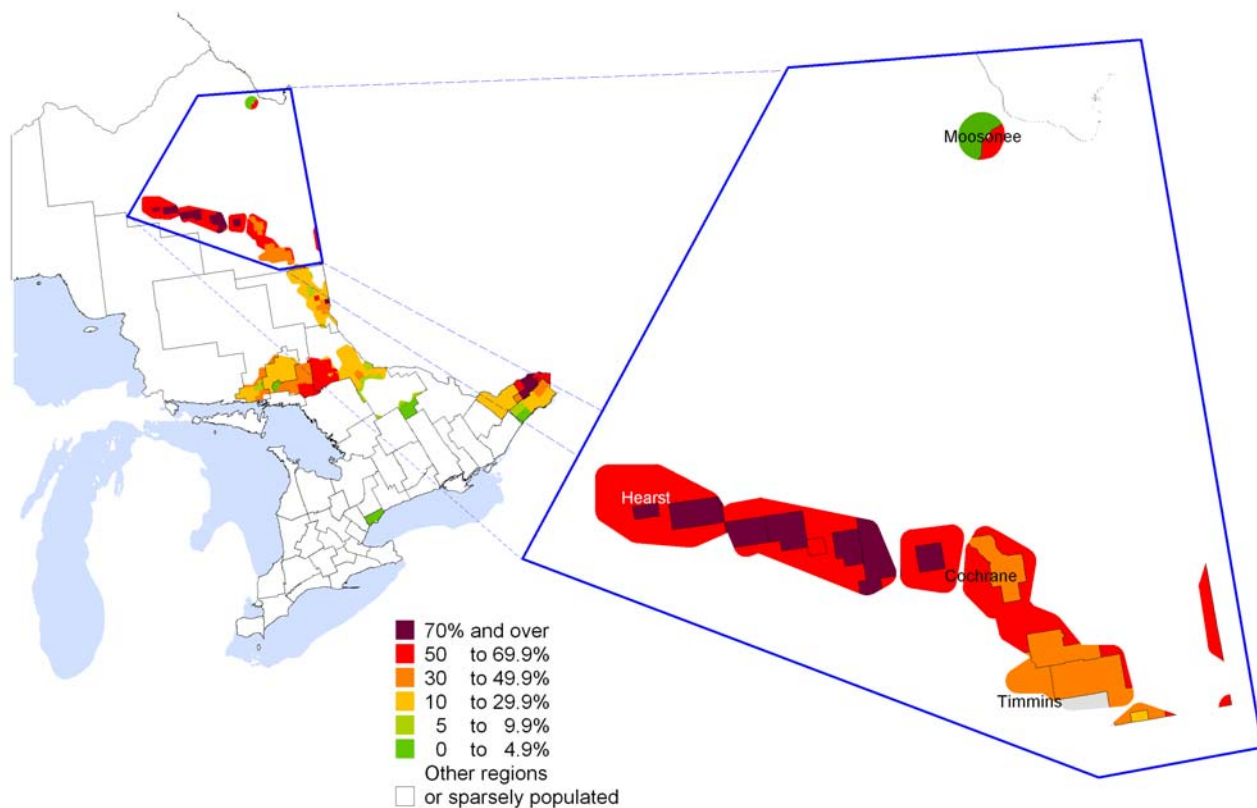 Moosonee
Hearst
Cochrane
Timmins
70% and over
50 to 69.9%
30 to 49.9%
10 to 29.9%
5 to 9.9%
0 to 4.9%
Other regions
or sparsely populated